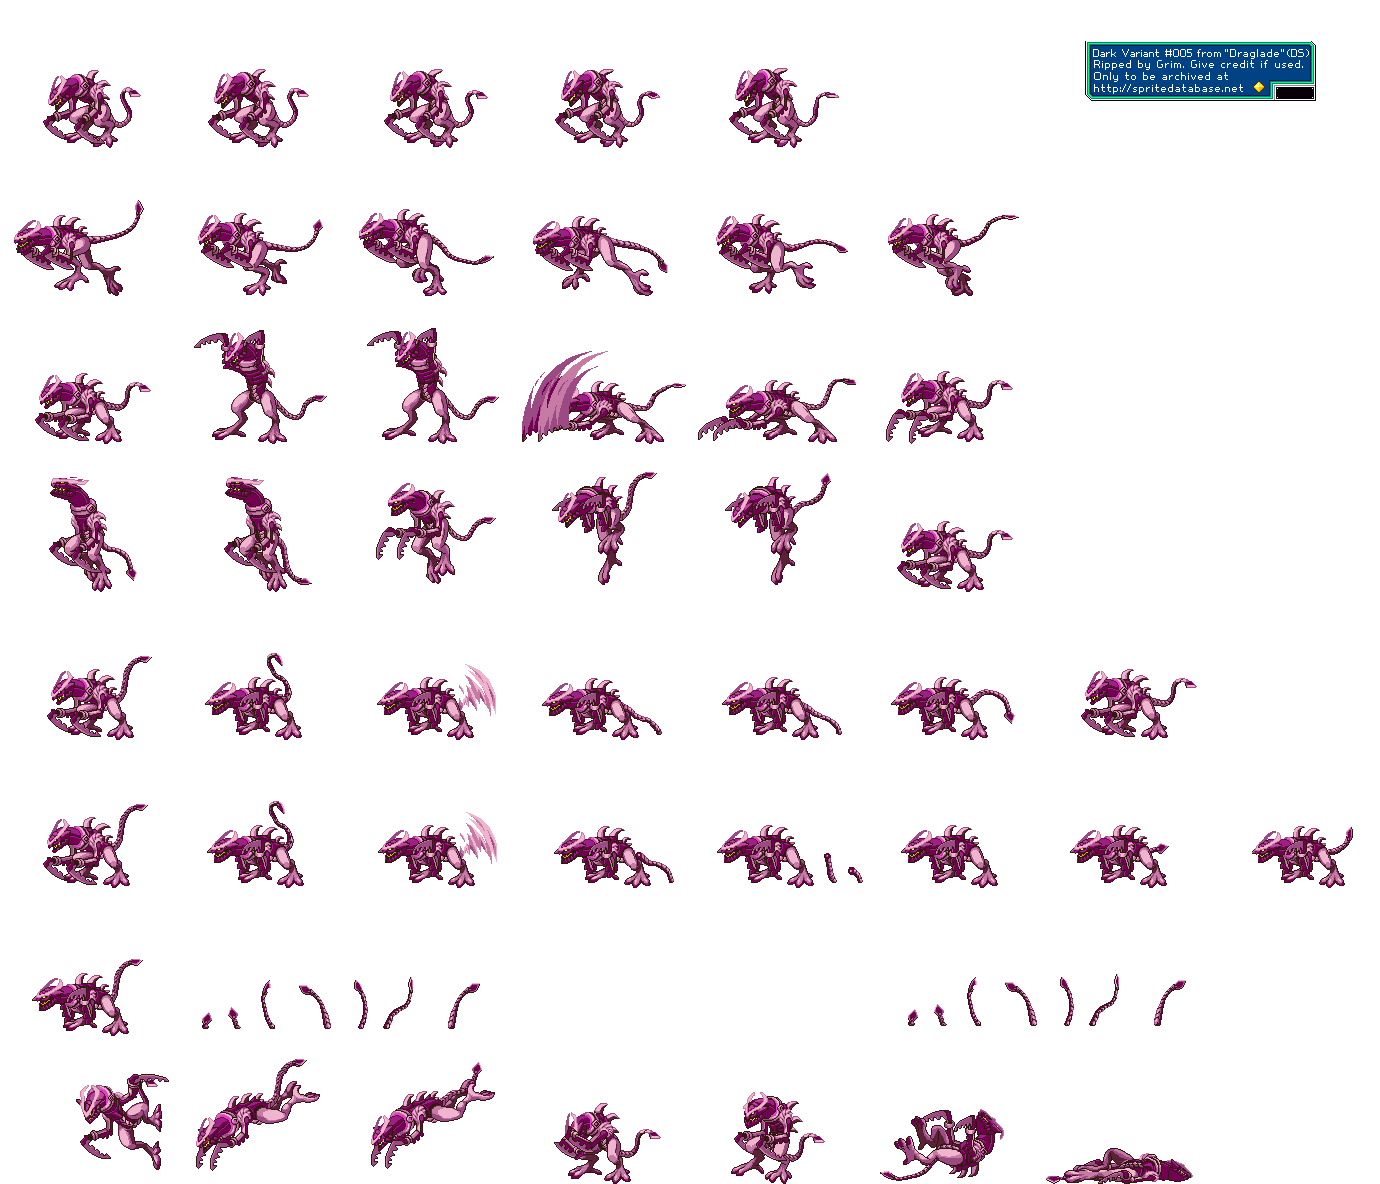 Dark Variant #005 from "Draglade" (DS)
Ripped by Grim. Give credit if used.
Only to be archived at
http://spritedatabase.net